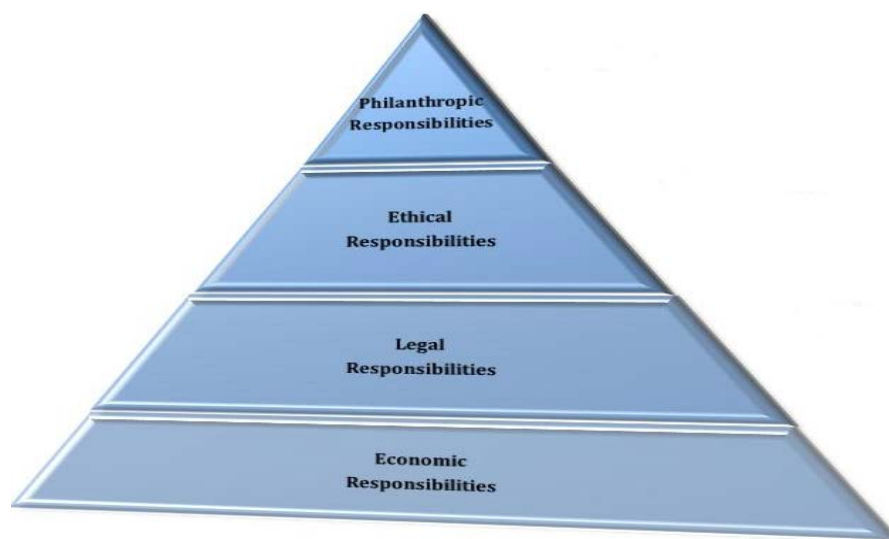 Philanthropic
Responsibilities
Ethical
Responsibilities
Legal
Responsibilities
Economic
Responsibilities